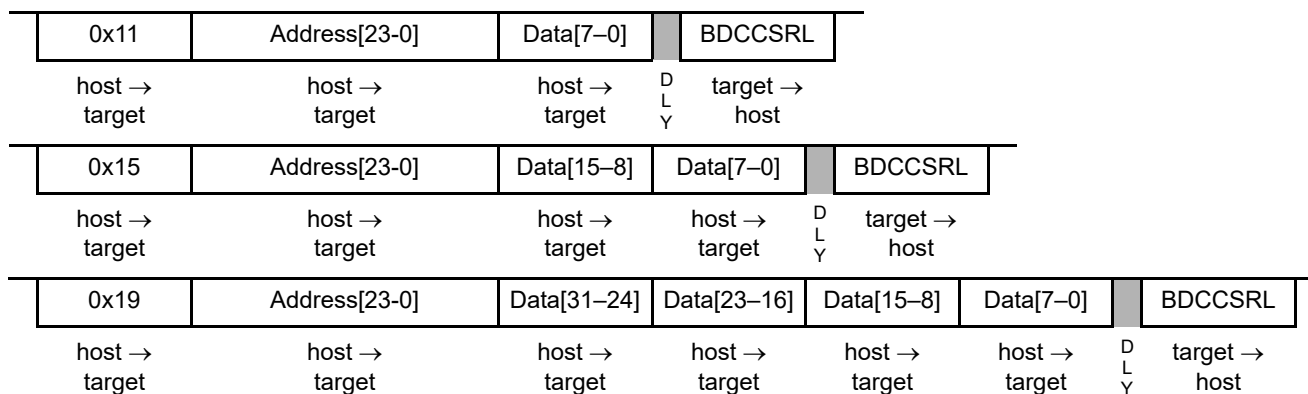 0x11 Address[23-0] Data[7–0] BDCCSRL
host → host → host → D L Y target →
target target target host
0x15 Address[23-0] Data[15–8] Data[7–0] BDCCSRL
host → host → host → host → D L Y target →
target target target target host
0x19 Address[23-0] Data[31–24] Data[23–16] Data[15–8] Data[7–0] BDCCSRL
host → host → host → host → host → host → D L Y target →
target target target target target target host